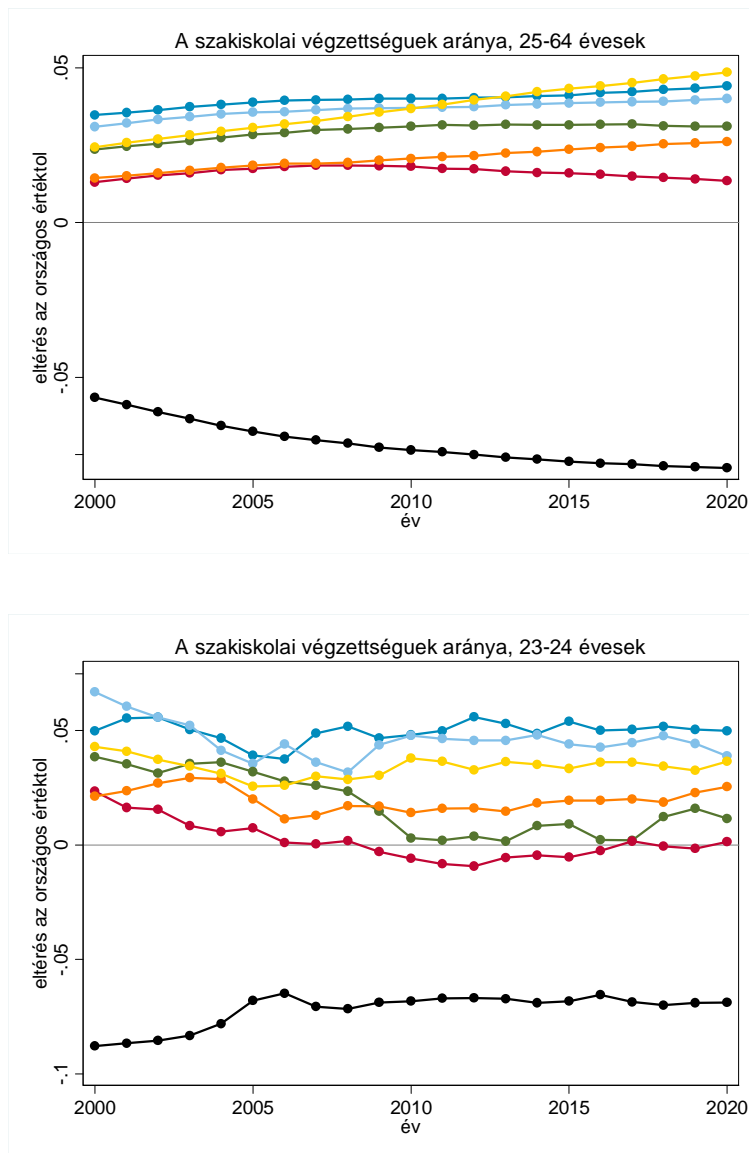 A szakiskolai végzettséguek aránya, 25-64 évesek
.05
0
-.05
eltérés az országos értéktol
2000 2005 2010 2015 2020
év
A szakiskolai végzettséguek aránya, 23-24 évesek
.05
0
-.05
-.1
eltérés az országos értéktol
2000 2005 2010 2015 2020
év